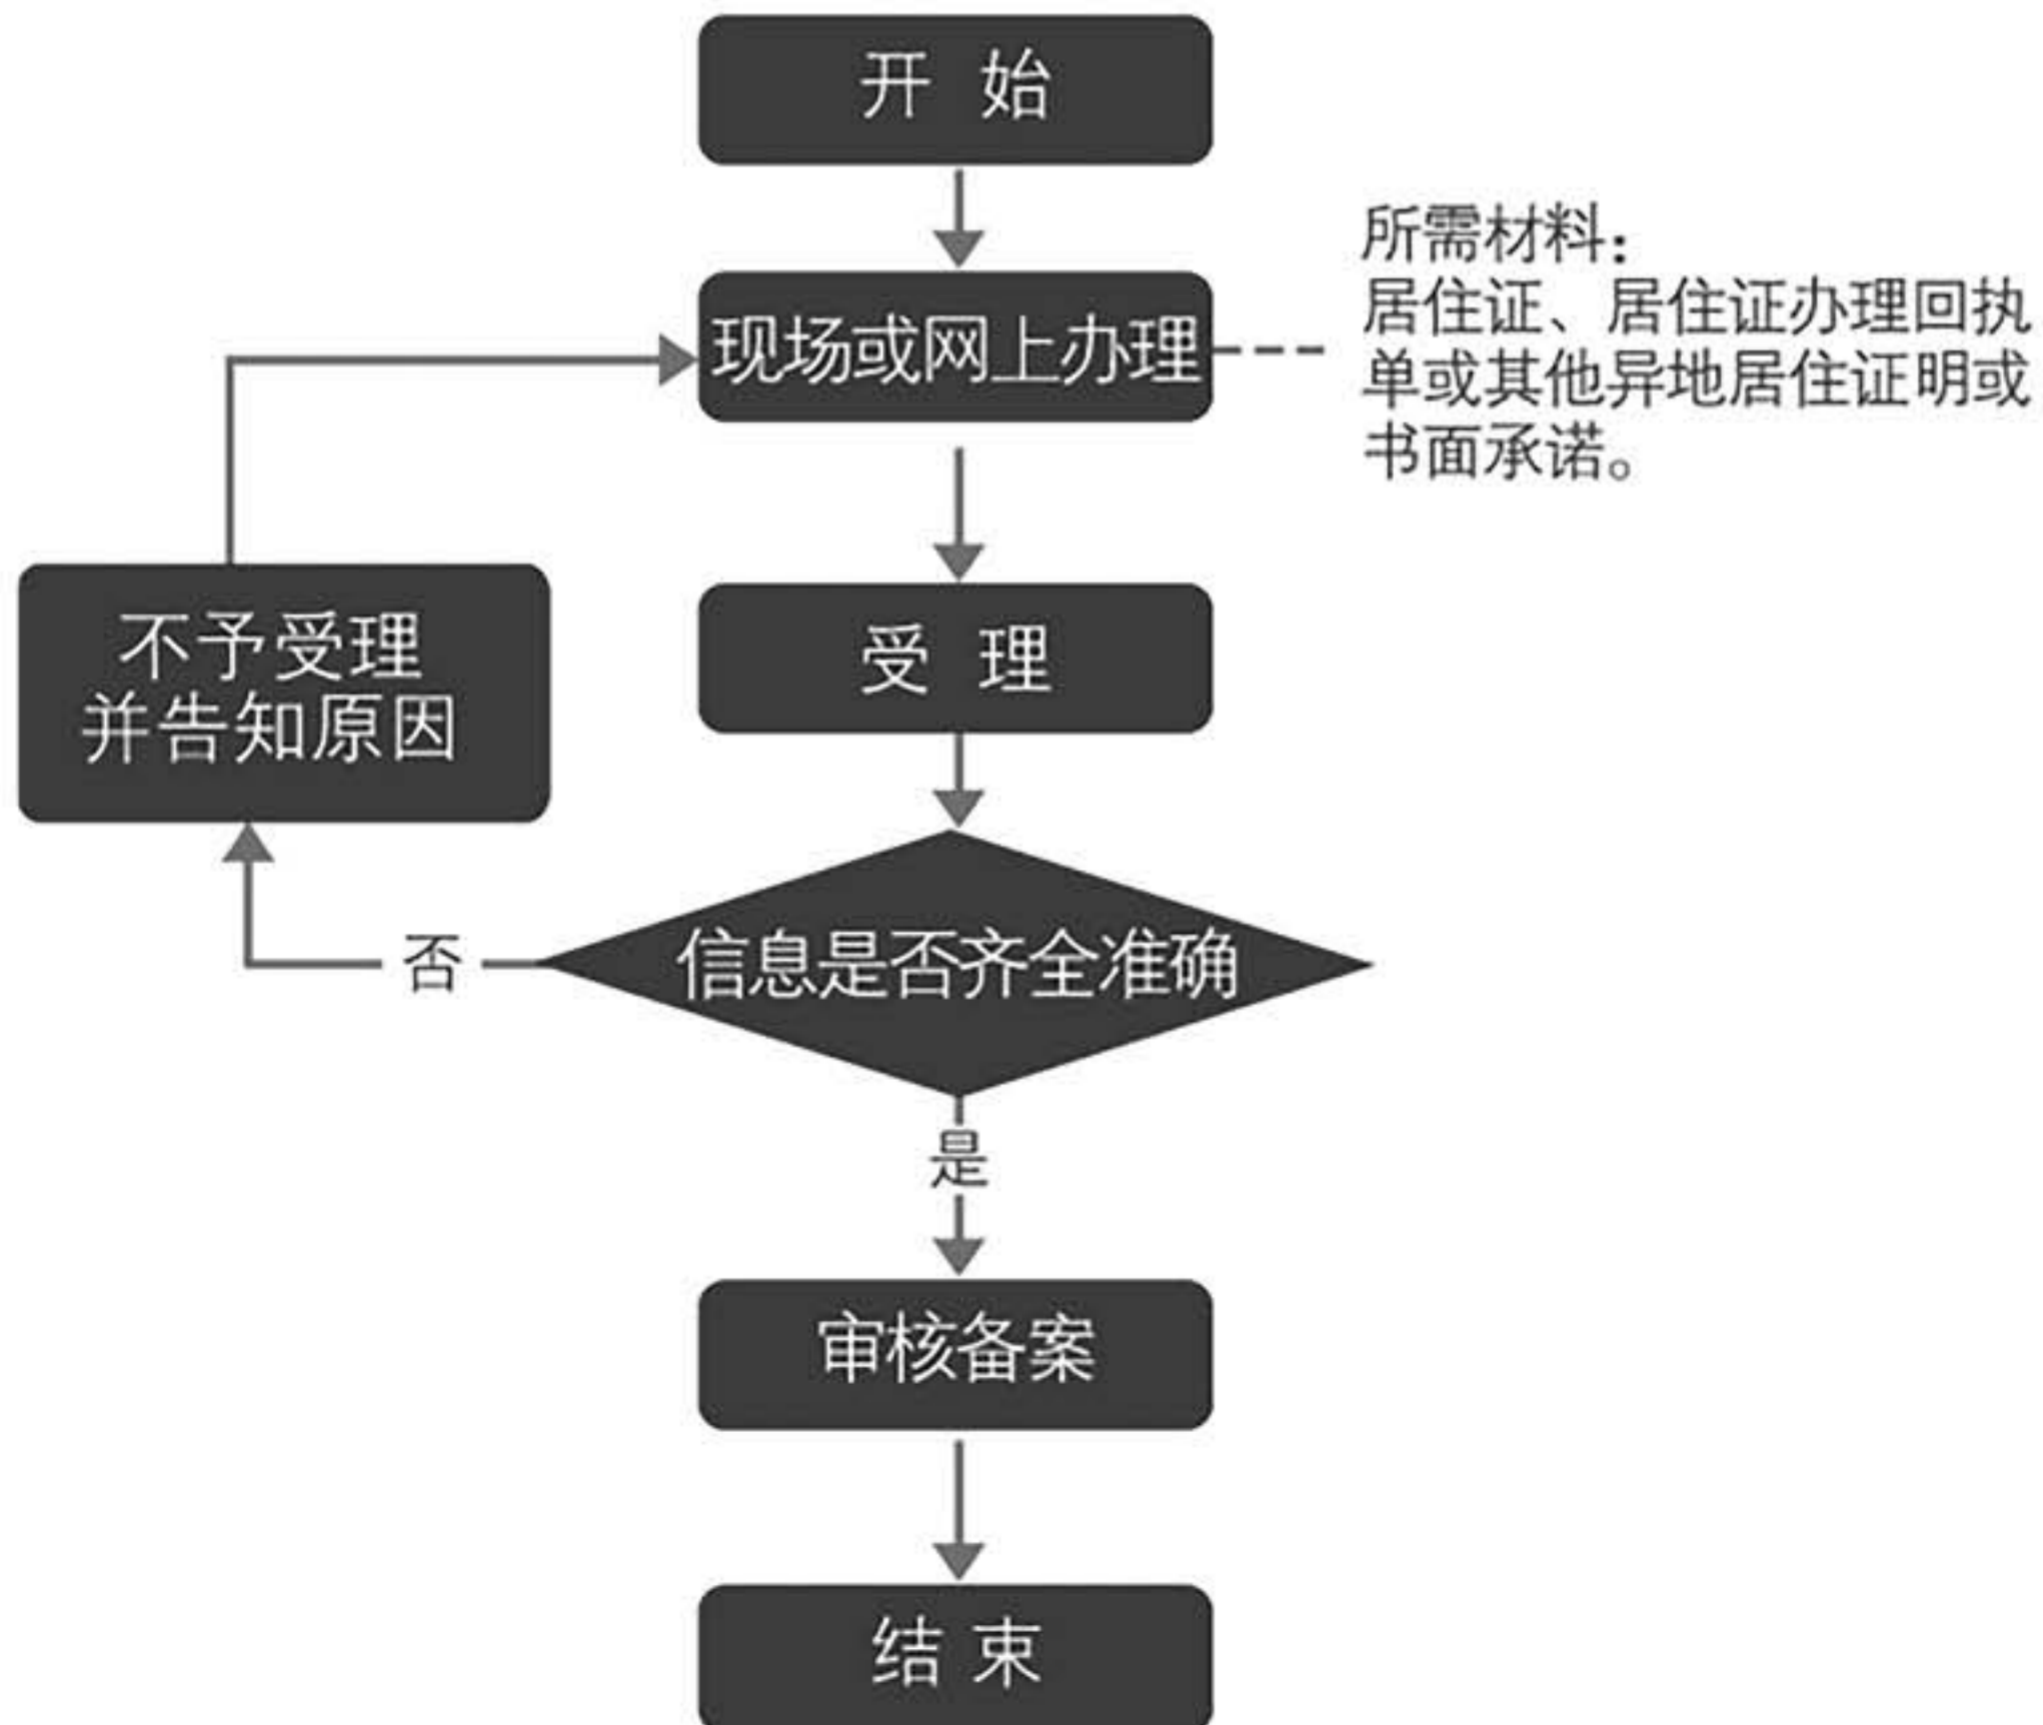 开 始
所需材料：
居住证、居住证办理回执
单或其他异地居住证明或
书面承诺。
现场或网上办理
不予受理
并告知原因
受 理
信息是否齐全准确
否
是
审核备案
结 束